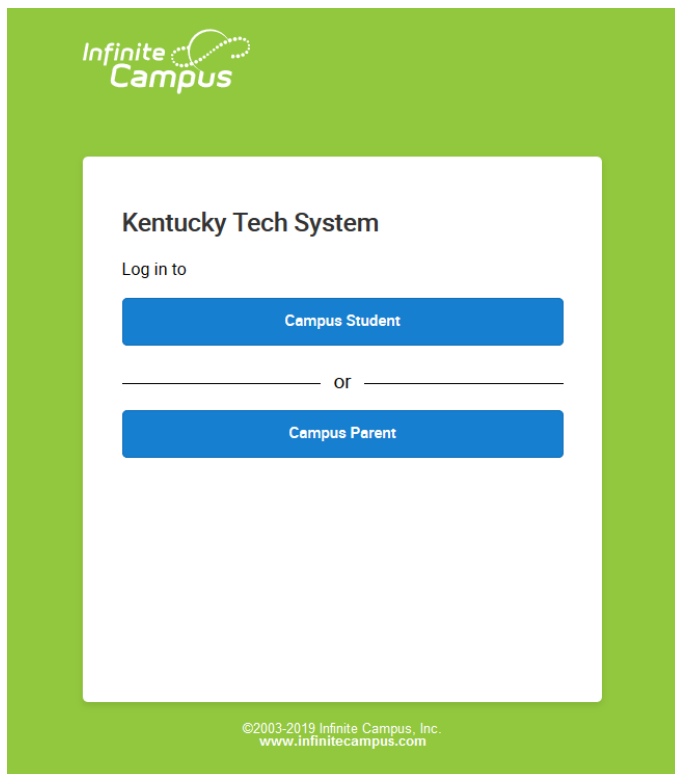 Infinite
Campus
Kentucky Tech System
Log in to
Campus Student
or
Campus Parent
©2003-2019 Infinite Campus, Inc.
www.infinitecampus.com